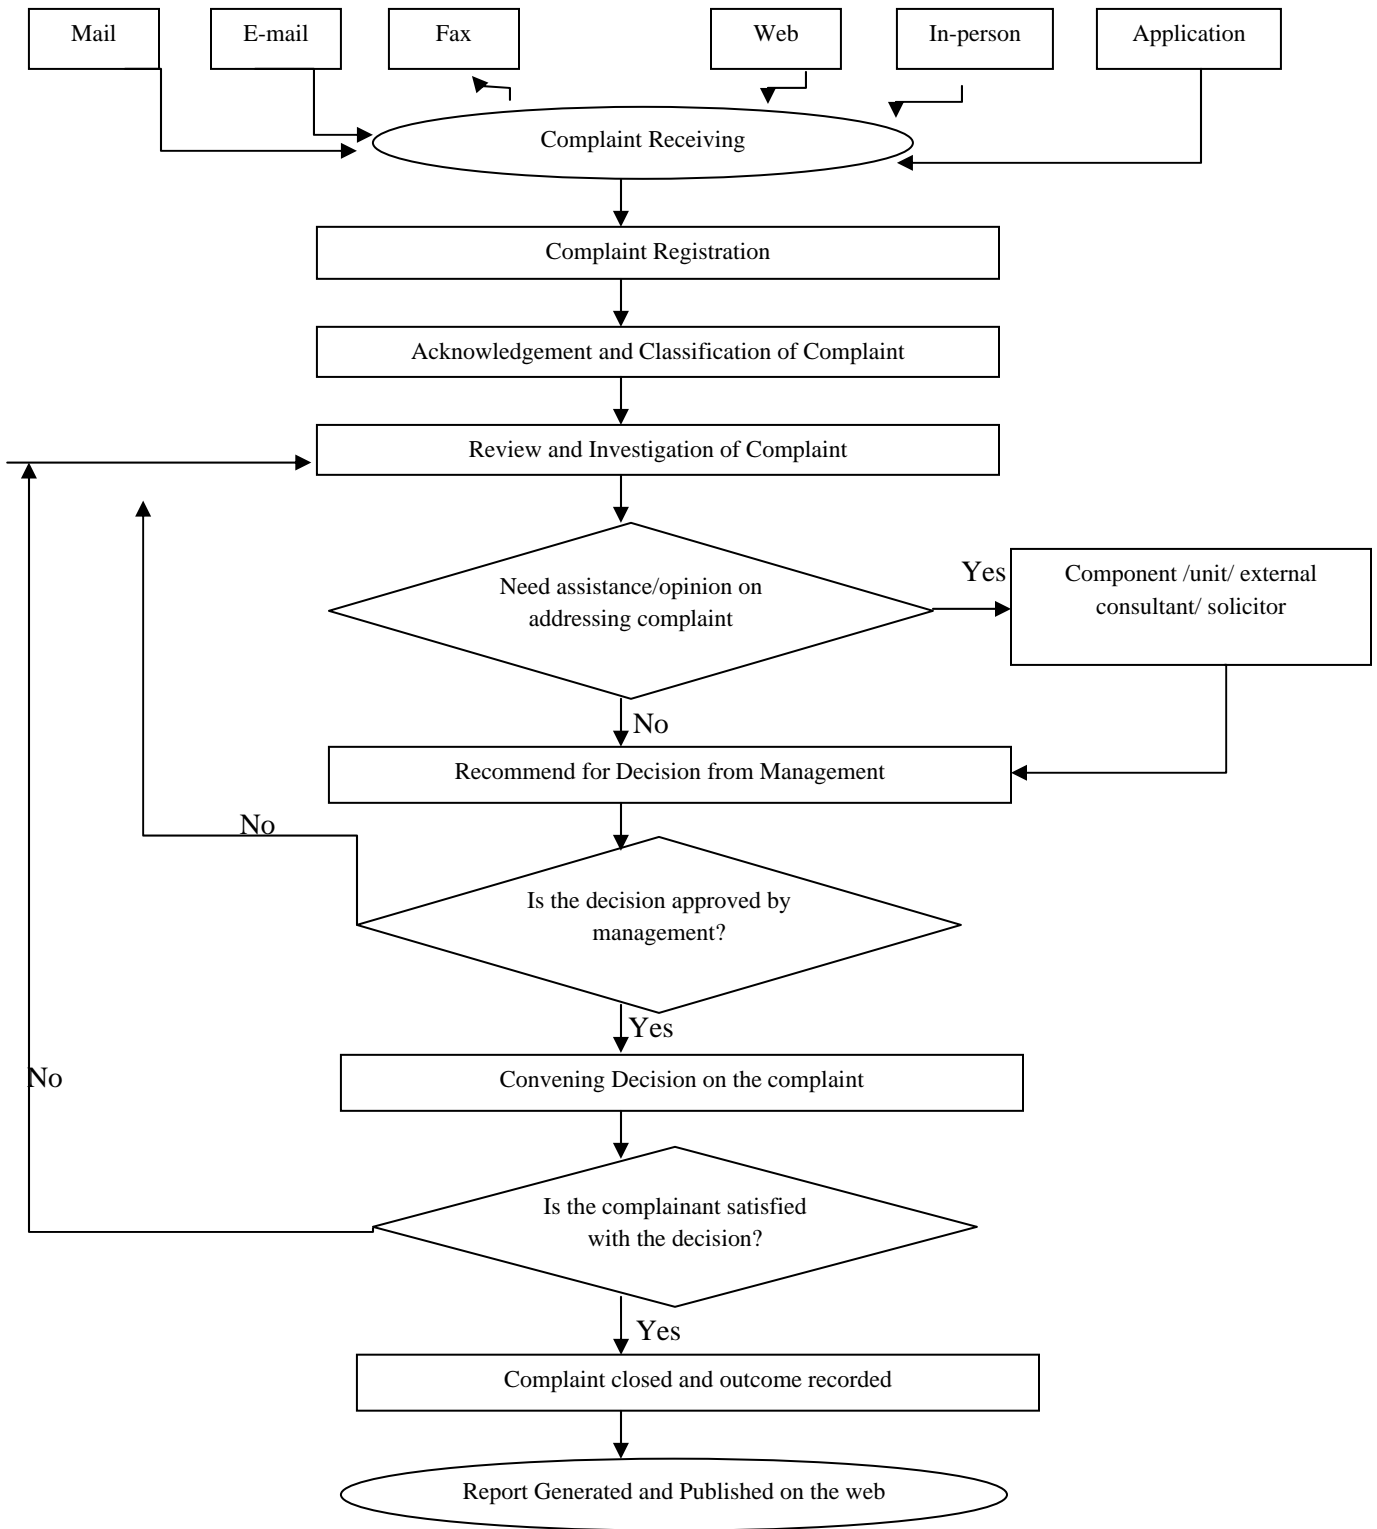 Mail
E-mail
Fax
Web
In-person
Application
Complaint Receiving
Complaint Registration
Acknowledgement and Classification of Complaint
Review and Investigation of Complaint
Need assistance/opinion on
addressing complaint
Yes
Component /unit/ external
consultant/ solicitor
No
Recommend for Decision from Management
No
Is the decision approved by
management?
Yes
Convening Decision on the complaint
No
Is the complainant satisfied
with the decision?
Yes
Complaint closed and outcome recorded
Report Generated and Published on the web